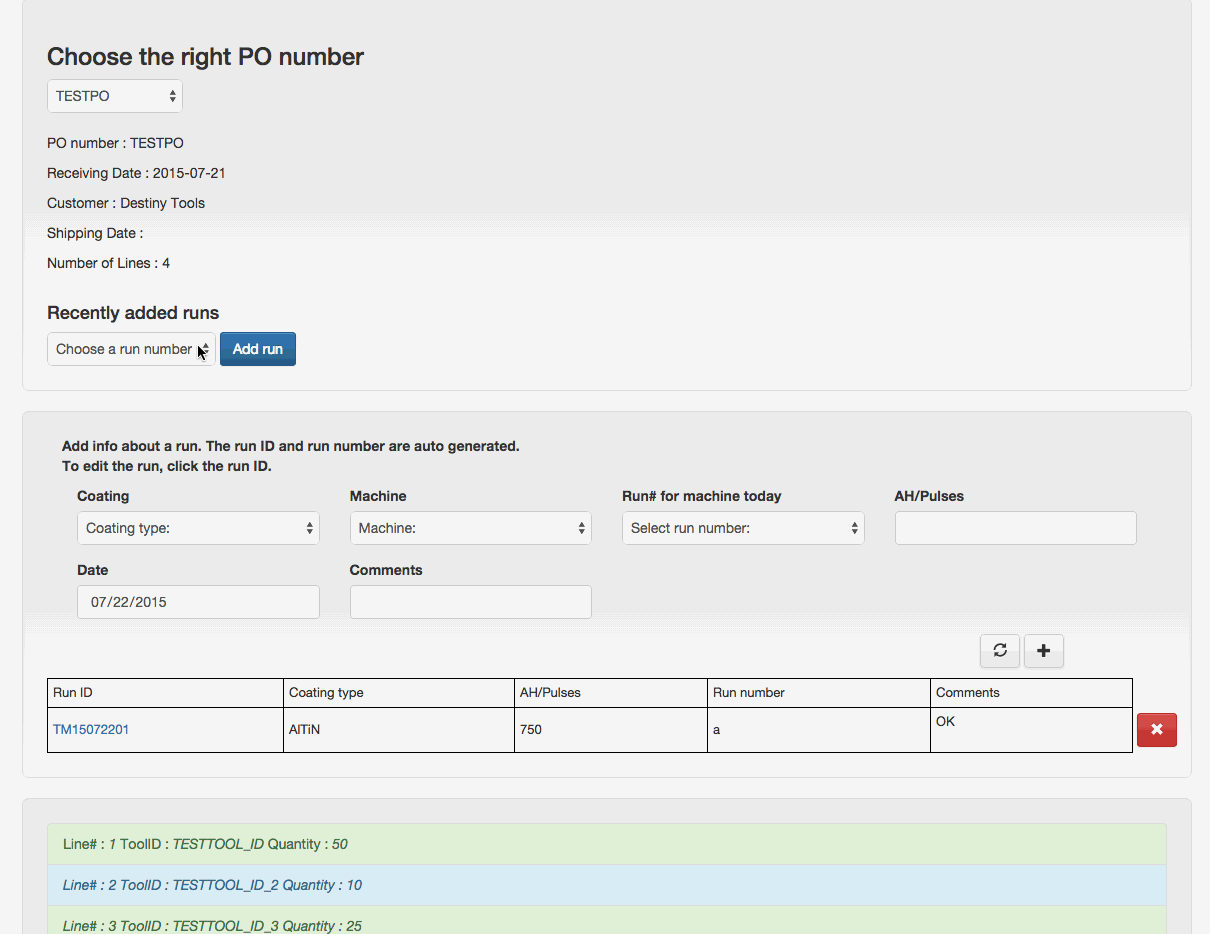 Choose the right PO number
TESTPO
PO number : TESTPO
Receiving Date : 2015-07-21
Customer : Destiny Tools
Shipping Date :
Number of Lines : 4
Recently added runs
Choose a run number Add run
Add info about a run. The run ID and run number are auto generated.
To edit the run, click the run ID.
Coating Machine Run# for machine today AH/Pulses
Coating type: Machine: Select run number:
Date Comments
07/22/2015
Run ID Coating type AH/Pulses Run number Comments
TM15072201 AlTiN 750 a OK
Line# : 1 ToolID : TESTTOOL_ID Quantity : 50
Line# : 2 ToolID : TESTTOOL_ID_2 Quantity : 10
Line# : 3 ToolID : TESTTOOL_ID_3 Quantity : 25